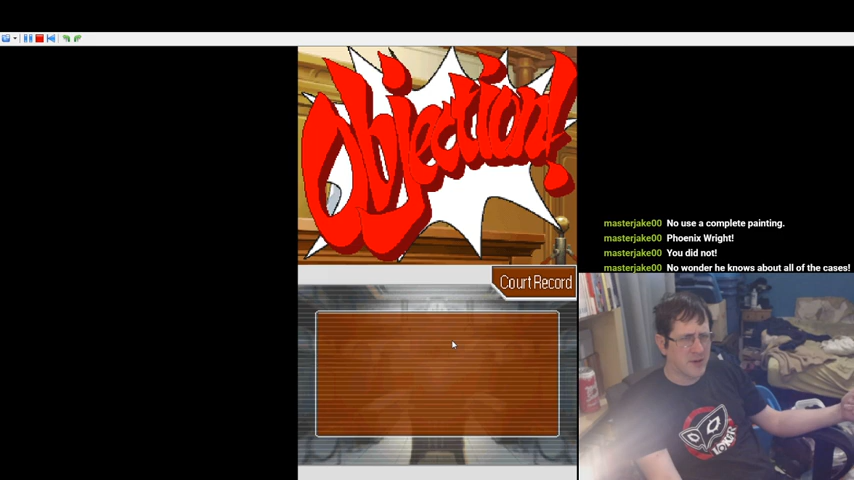 Objection!
Court Record
masterjake00 No use a complete painting.
masterjake00 Phoenix Wright!
masterjake00 You did not!
masterjake00 No wonder he knows about all of the cases!
JOKER